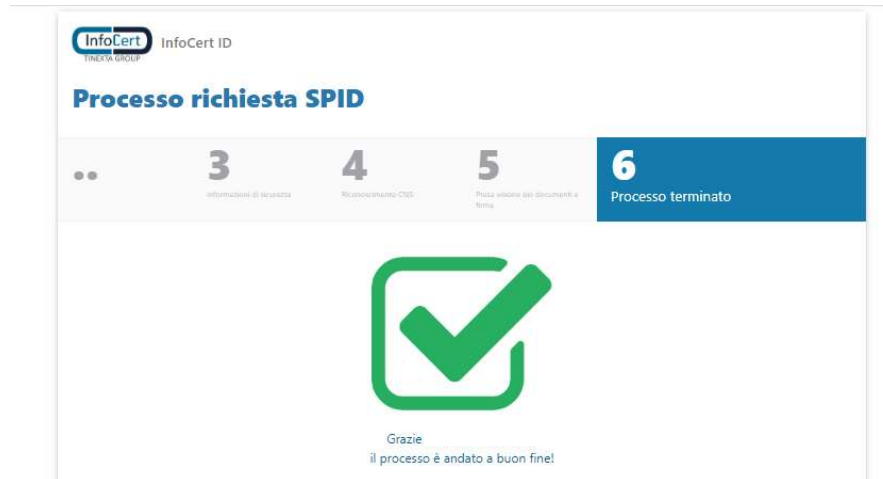 InfoCert
TINEXTA GROUP
InfoCert ID
Processo richiesta SPID
..
3
Informazioni di sicurezza
4
Riconoscimento CNS
5
Presa visione dei documenti e
firma
6
Processo terminato
Grazie
il processo è andato a buon fine!